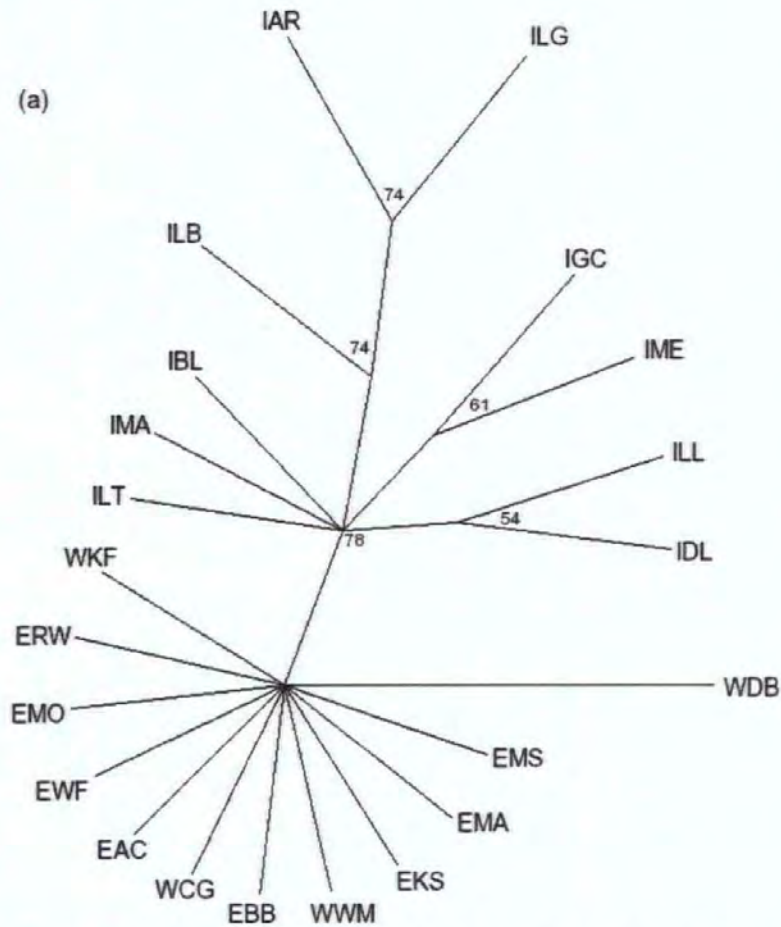 IAR
ILG
(a)
74
ILB
IGC
74
IBL
IME
61
IMA
ILL
ILT
54
78
IDL
WKF
ERW
WDB
EMO
EMS
EWF
EMA
EAC
EKS
WCG
EBB
WWM